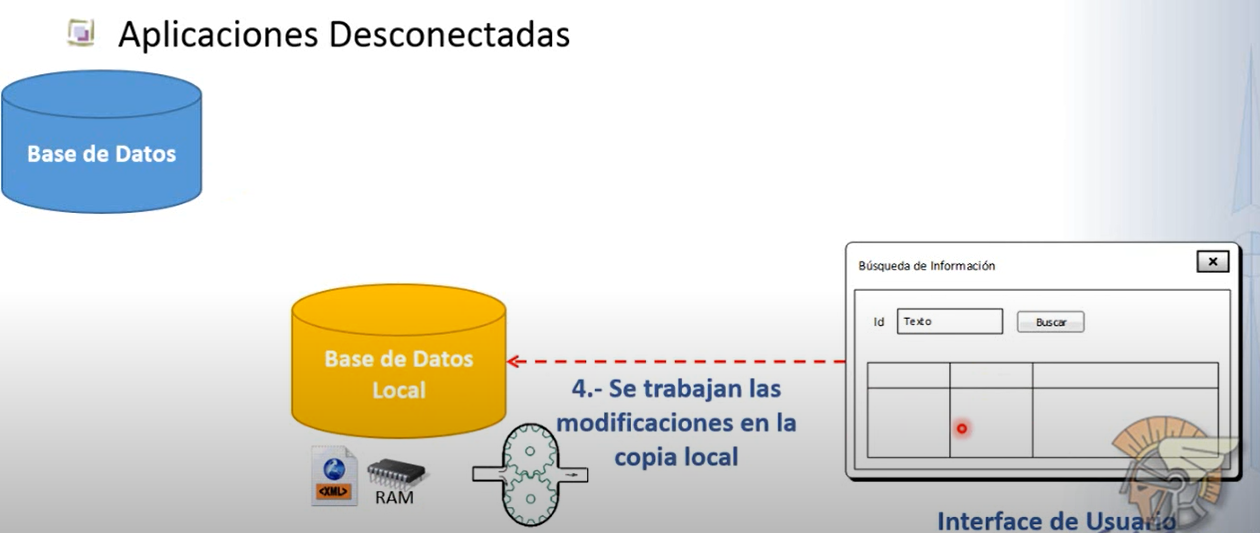 Aplicaciones Desconectadas
Base de Datos
Búsqueda de Información
x
Id
Texto
Buscar
Base de Datos
Local
4.- Se trabajan las
modificaciones en la
copia local
<XML>
RAM
Interface de Usuario